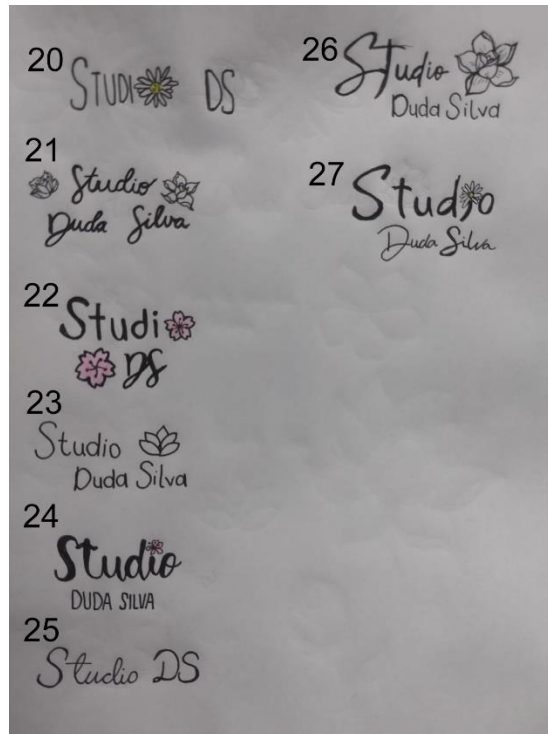 20
STUDI DS
21
Studio
Duda Silva
22
Studi
DS
23
Studio
Duda Silva
24
Studio
DUDA SILVA
25
Studio DS
26
Studio
Duda Silva
27
Studio
Duda Silva